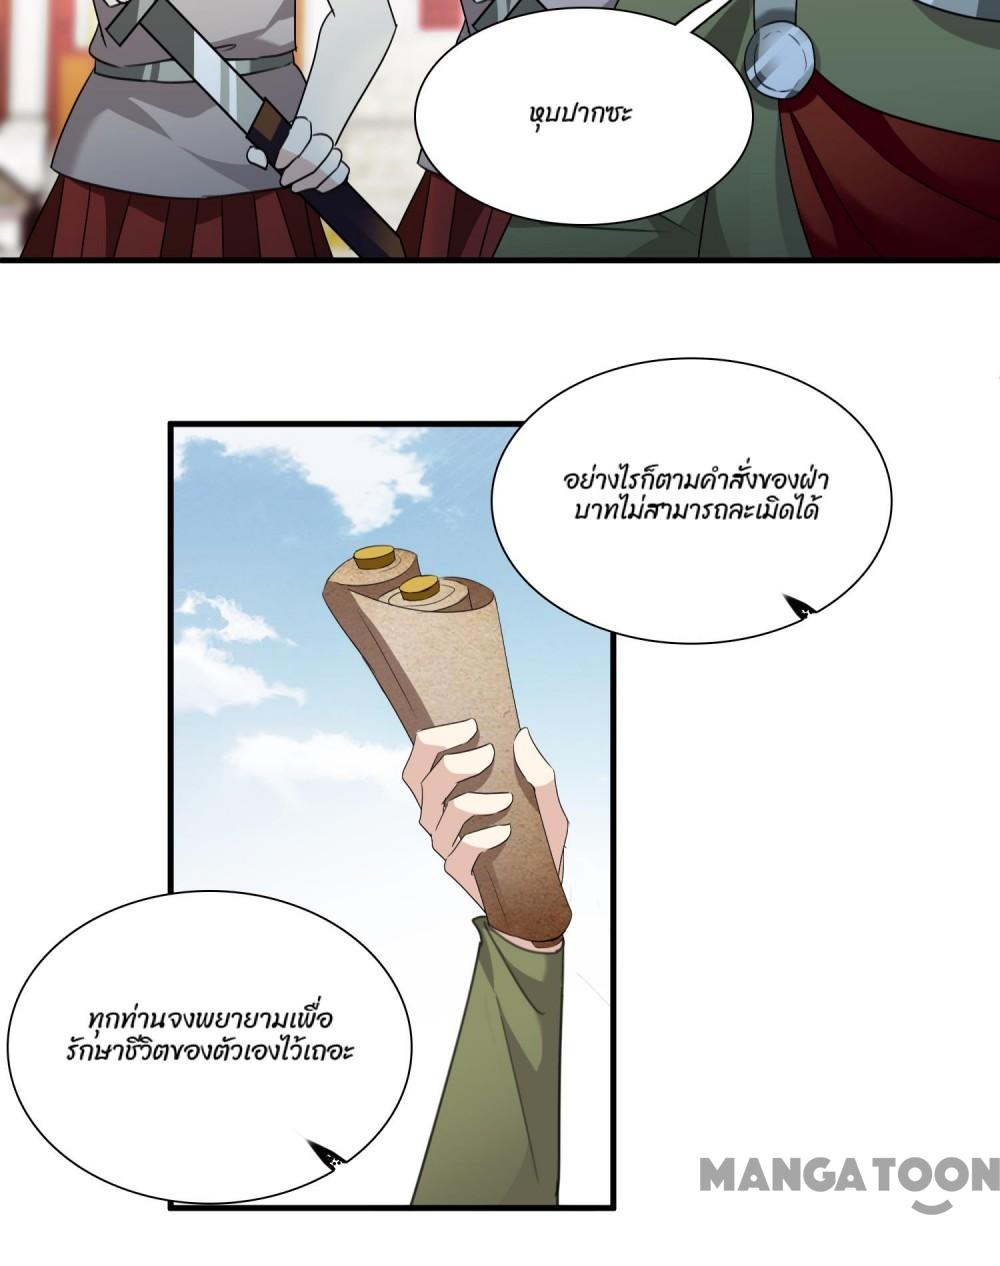 หุบปากซะ
อย่างไรก็ตามคำสั่งของฝ่า
บาทไม่สามารถละเมิดได้
ทุกท่านจงพยายามเพื่อ
รักษาชีวิตของตัวเองไว้เถอะ
MANGA TOON